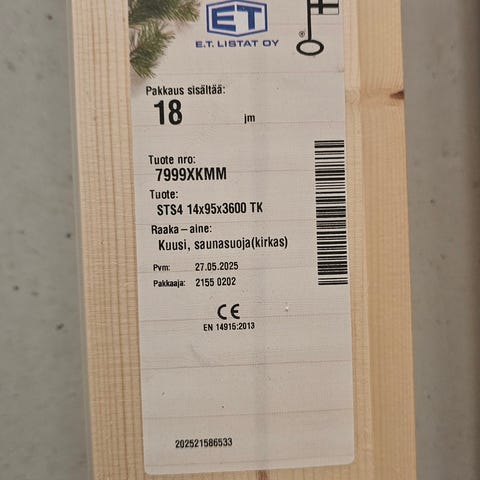 ET
E.T. LISTAT OY
Pakkaus sisältää:
18 jm
Tuote nro:
7999XKMM
Tuote:
STS4 14x95x3600 TK
Raaka-aine:
Kuusi, saunasuoja(kirkas)
Pvm: 27.05.2025
Pakkaaja: 2155 0202
CE
EN 14915:2013
202521586533